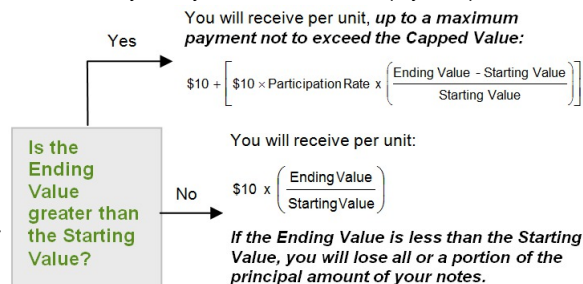 You will receive per unit, up to a maximum
payment not to exceed the Capped Value:
Yes
$10 + [$10 × Participation Rate x (Ending Value - Starting Value / Starting Value)]
Is the
Ending
Value
greater than
the Starting
Value?
No
You will receive per unit:
$10 x (Ending Value / Starting Value)
If the Ending Value is less than the Starting
Value, you will lose all or a portion of the
principal amount of your notes.